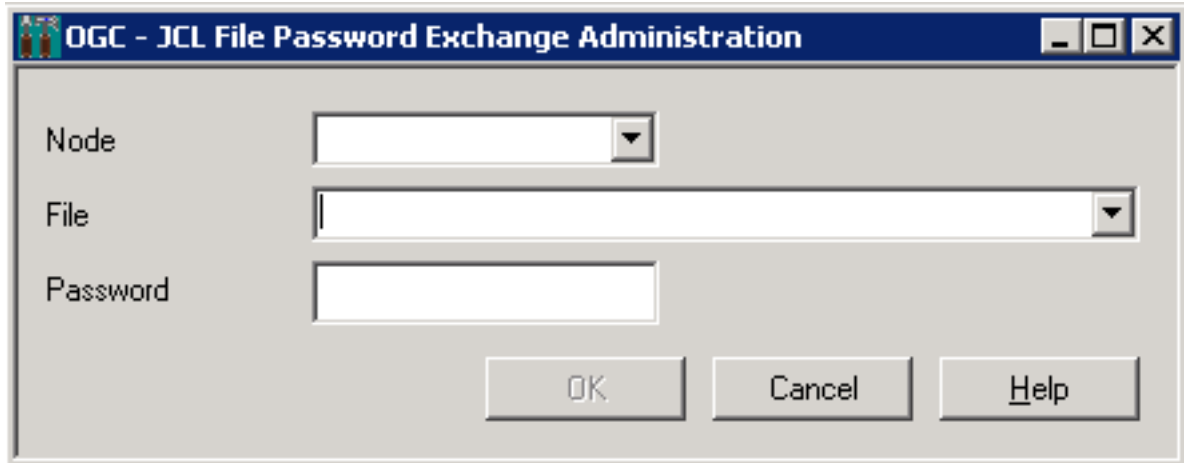 OGC - JCL File Password Exchange Administration
Node
File
Password
OK Cancel Help